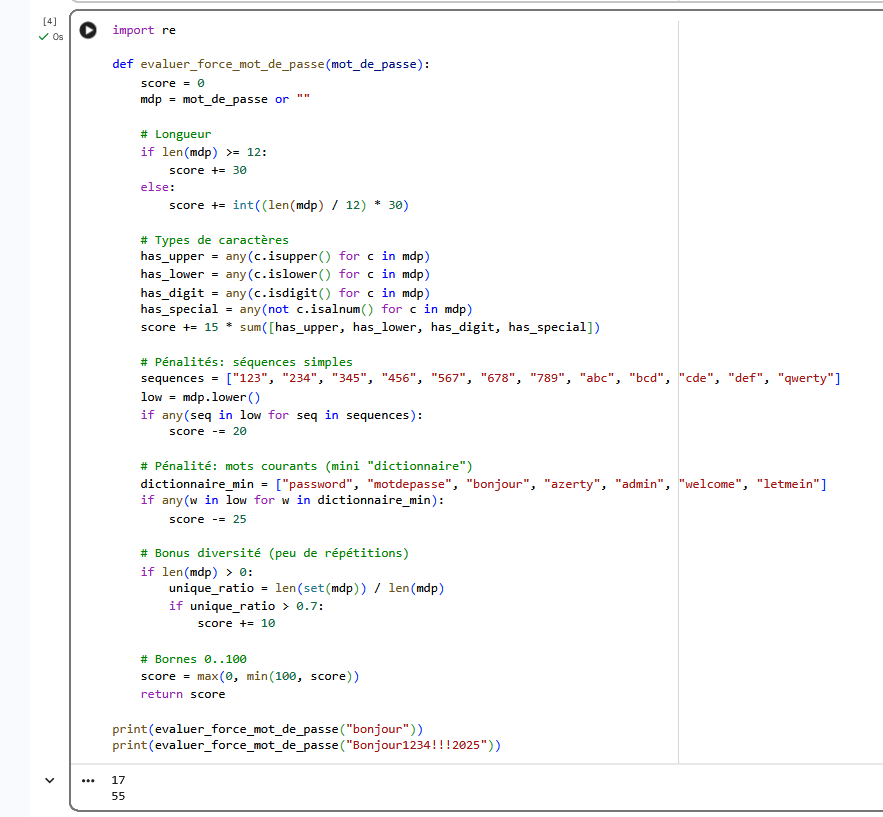 [4]
✓ 0s
import re
def evaluer_force_mot_de_passe(mot_de_passe):
    score = 0
    mdp = mot_de_passe or ""
    # Longueur
    if len(mdp) >= 12:
        score += 30
    else:
        score += int((len(mdp) / 12) * 30)
    # Types de caractères
    has_upper = any(c.isupper() for c in mdp)
    has_lower = any(c.islower() for c in mdp)
    has_digit = any(c.isdigit() for c in mdp)
    has_special = any(not c.isalnum() for c in mdp)
    score += 15 * sum([has_upper, has_lower, has_digit, has_special])
    # Pénalités: séquences simples
    sequences = ["123", "234", "345", "456", "567", "678", "789", "abc", "bcd", "cde", "def", "qwerty"]
    low = mdp.lower()
    if any(seq in low for seq in sequences):
        score -= 20
    # Pénalité: mots courants (mini "dictionnaire")
    dictionnaire_min = ["password", "motdepasse", "bonjour", "azerty", "admin", "welcome", "letmein"]
    if any(w in low for w in dictionnaire_min):
        score -= 25
    # Bonus diversité (peu de répétitions)
    if len(mdp) > 0:
        unique_ratio = len(set(mdp)) / len(mdp)
        if unique_ratio > 0.7:
            score += 10
    # Bornes 0..100
    score = max(0, min(100, score))
    return score
print(evaluer_force_mot_de_passe("bonjour"))
print(evaluer_force_mot_de_passe("Bonjour1234!!!2025"))
17
55